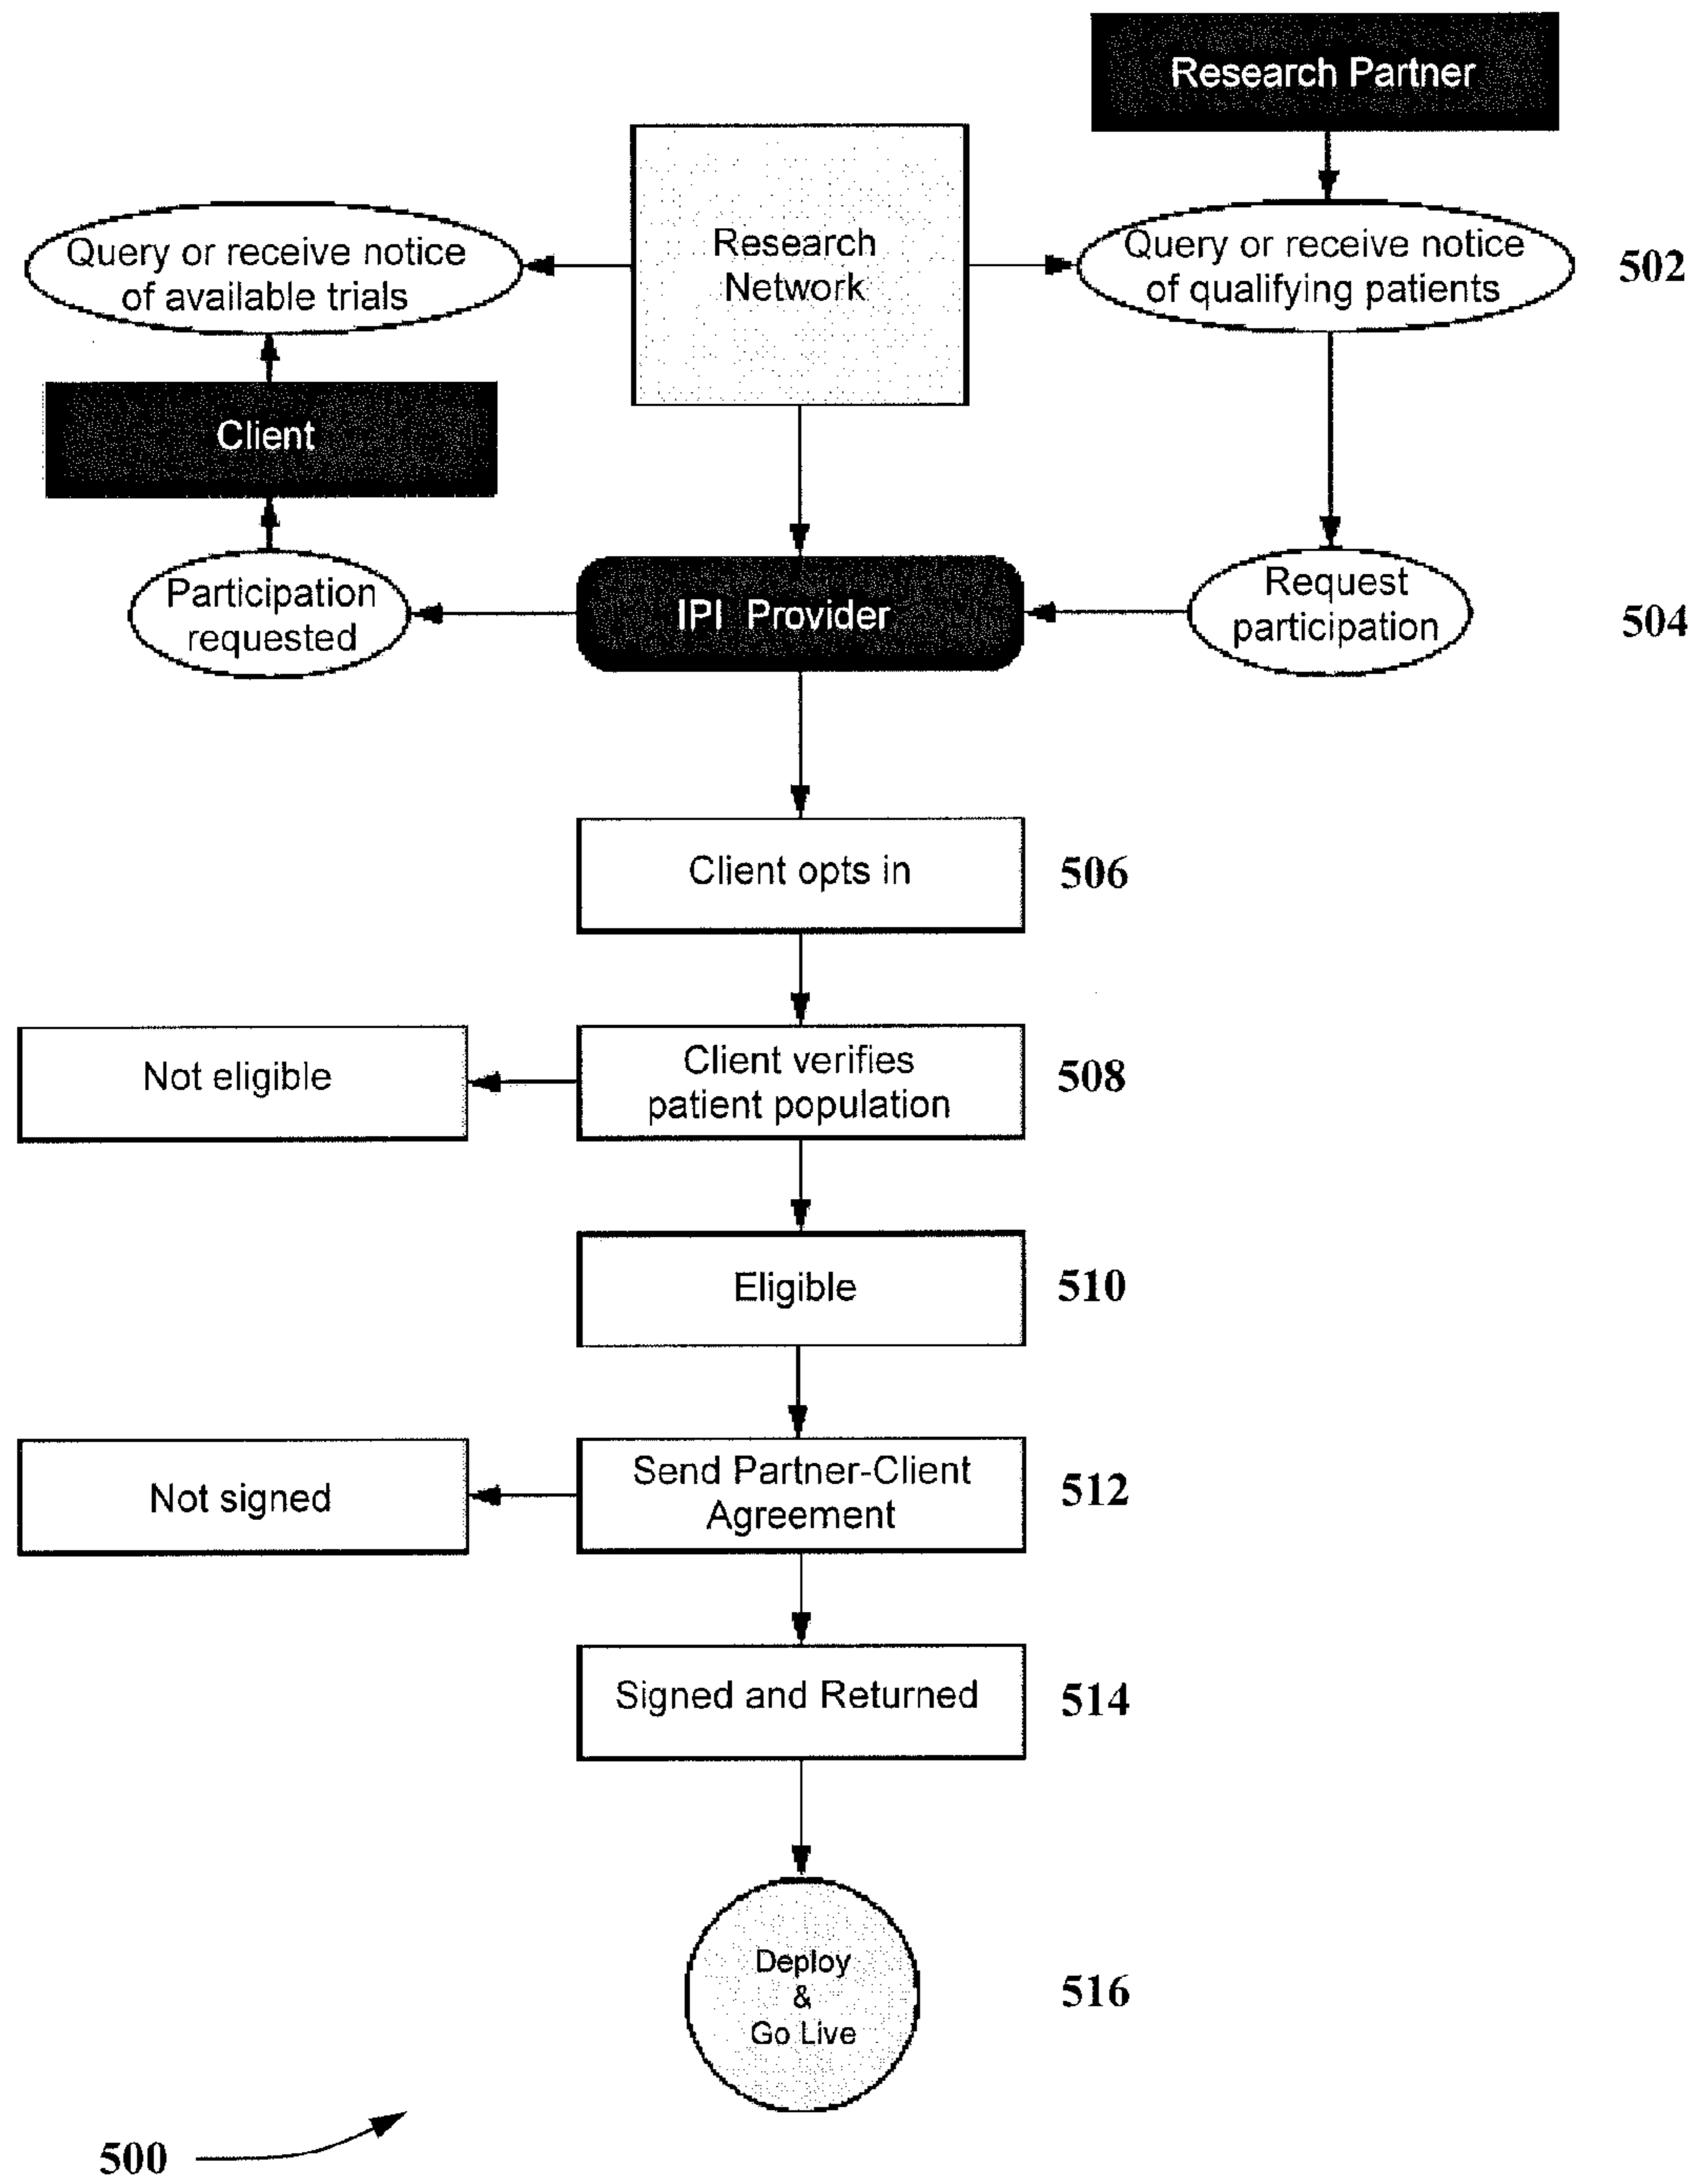 Research Partner
Research
Network
Query or receive notice
of available trials
Query or receive notice
of qualifying patients
502
Client
Participation
requested
IPI Provider
Request
participation
504
Client opts in
506
Not eligible
Client verifies
patient population
508
Eligible
510
Not signed
Send Partner-Client
Agreement
512
Signed and Returned
514
Deploy
&
Go Live
516
500